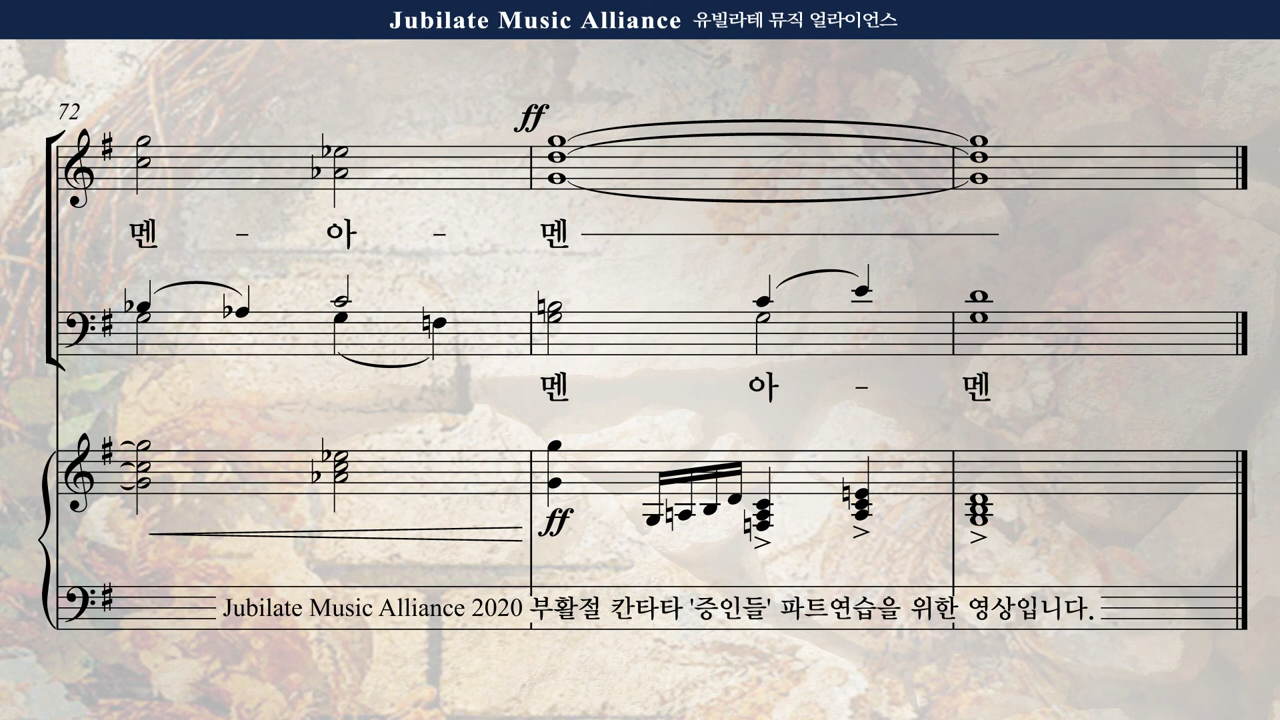 Jubilate Music Alliance 유빌라테 뮤직 얼라이언스
72
ff
멘 - 아 - 멘
멘 아 - 멘
ff
Jubilate Music Alliance 2020 부활절 칸타타 '증인들' 파트연습을 위한 영상입니다.